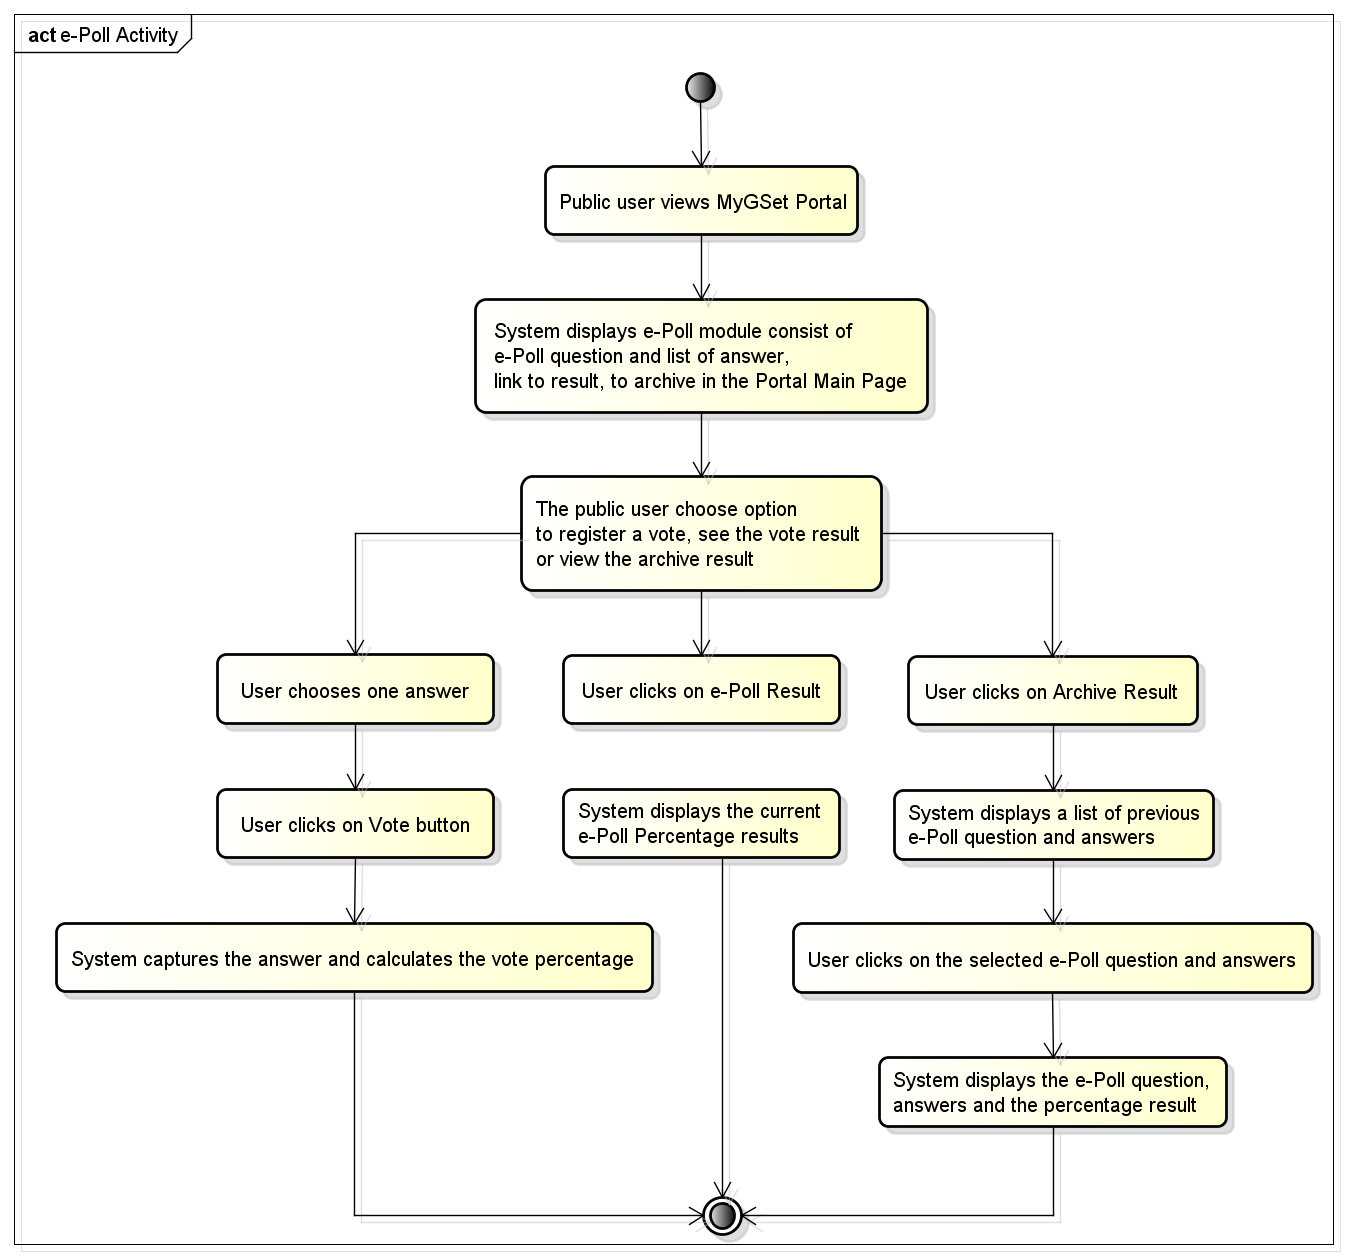 act e-Poll Activity
Public user views MyGSet Portal
System displays e-Poll module consist of
e-Poll question and list of answer,
link to result, to archive in the Portal Main Page
The public user choose option
to register a vote, see the vote result
or view the archive result
User chooses one answer
User clicks on e-Poll Result
User clicks on Archive Result
User clicks on Vote button
System displays the current
e-Poll Percentage results
System displays a list of previous
e-Poll question and answers
System captures the answer and calculates the vote percentage
User clicks on the selected e-Poll question and answers
System displays the e-Poll question,
answers and the percentage result